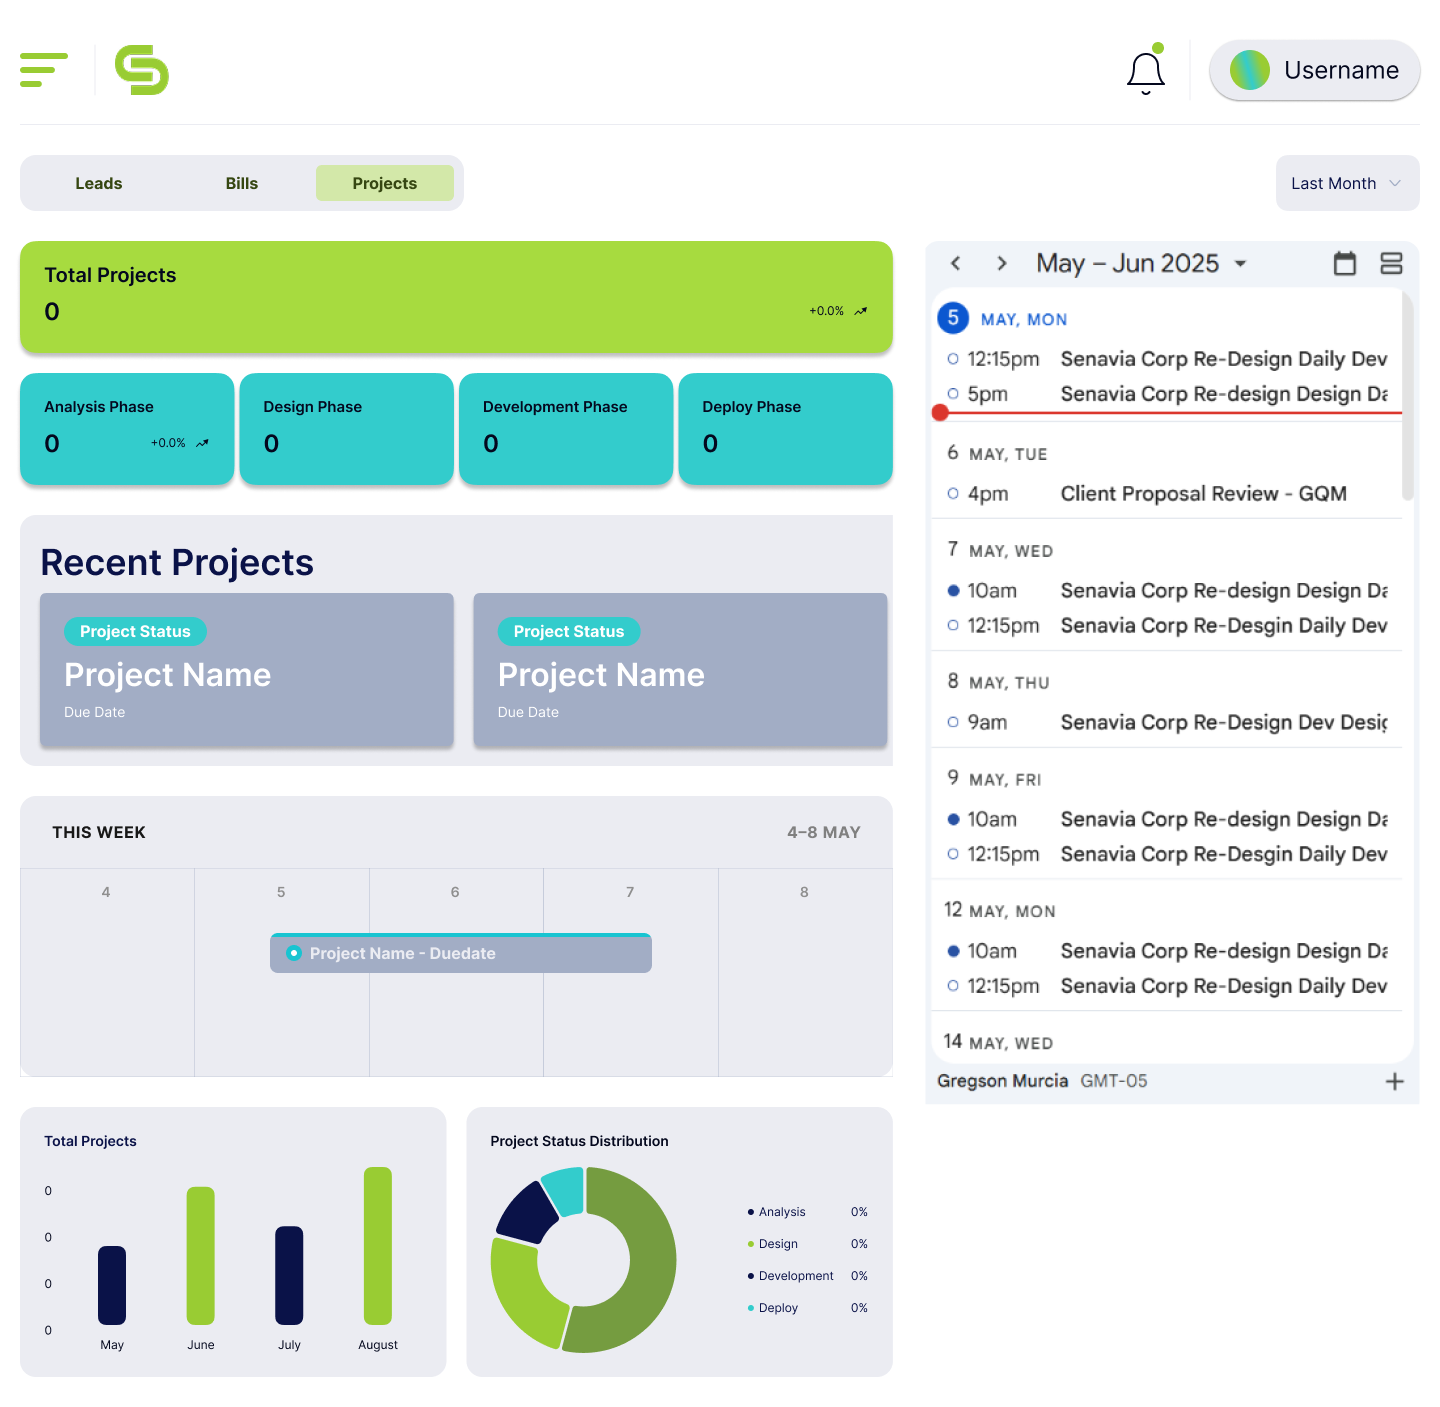 Username
Leads
Bills
Projects
Last Month
Total Projects
0
+0.0%
Analysis Phase
0
+0.0%
Design Phase
0
Development Phase
0
Deploy Phase
0
Recent Projects
Project Status
Project Name
Due Date
Project Status
Project Name
Due Date
THIS WEEK
4–8 MAY
4
5
6
7
8
Project Name - Duedate
Total Projects
0
0
0
0
May
June
July
August
Project Status Distribution
Analysis 0%
Design 0%
Development 0%
Deploy 0%
May – Jun 2025
5 MAY, MON
12:15pm Senavia Corp Re-Design Daily Dev
5pm Senavia Corp Re-design Design Da
6 MAY, TUE
4pm Client Proposal Review - GQM
7 MAY, WED
10am Senavia Corp Re-design Design Da
12:15pm Senavia Corp Re-Desgin Daily Dev
8 MAY, THU
9am Senavia Corp Re-Design Dev Desig
9 MAY, FRI
10am Senavia Corp Re-design Design Da
12:15pm Senavia Corp Re-Desgin Daily Dev
12 MAY, MON
10am Senavia Corp Re-design Design Da
12:15pm Senavia Corp Re-Design Daily Dev
14 MAY, WED
Gregson Murcia GMT-05